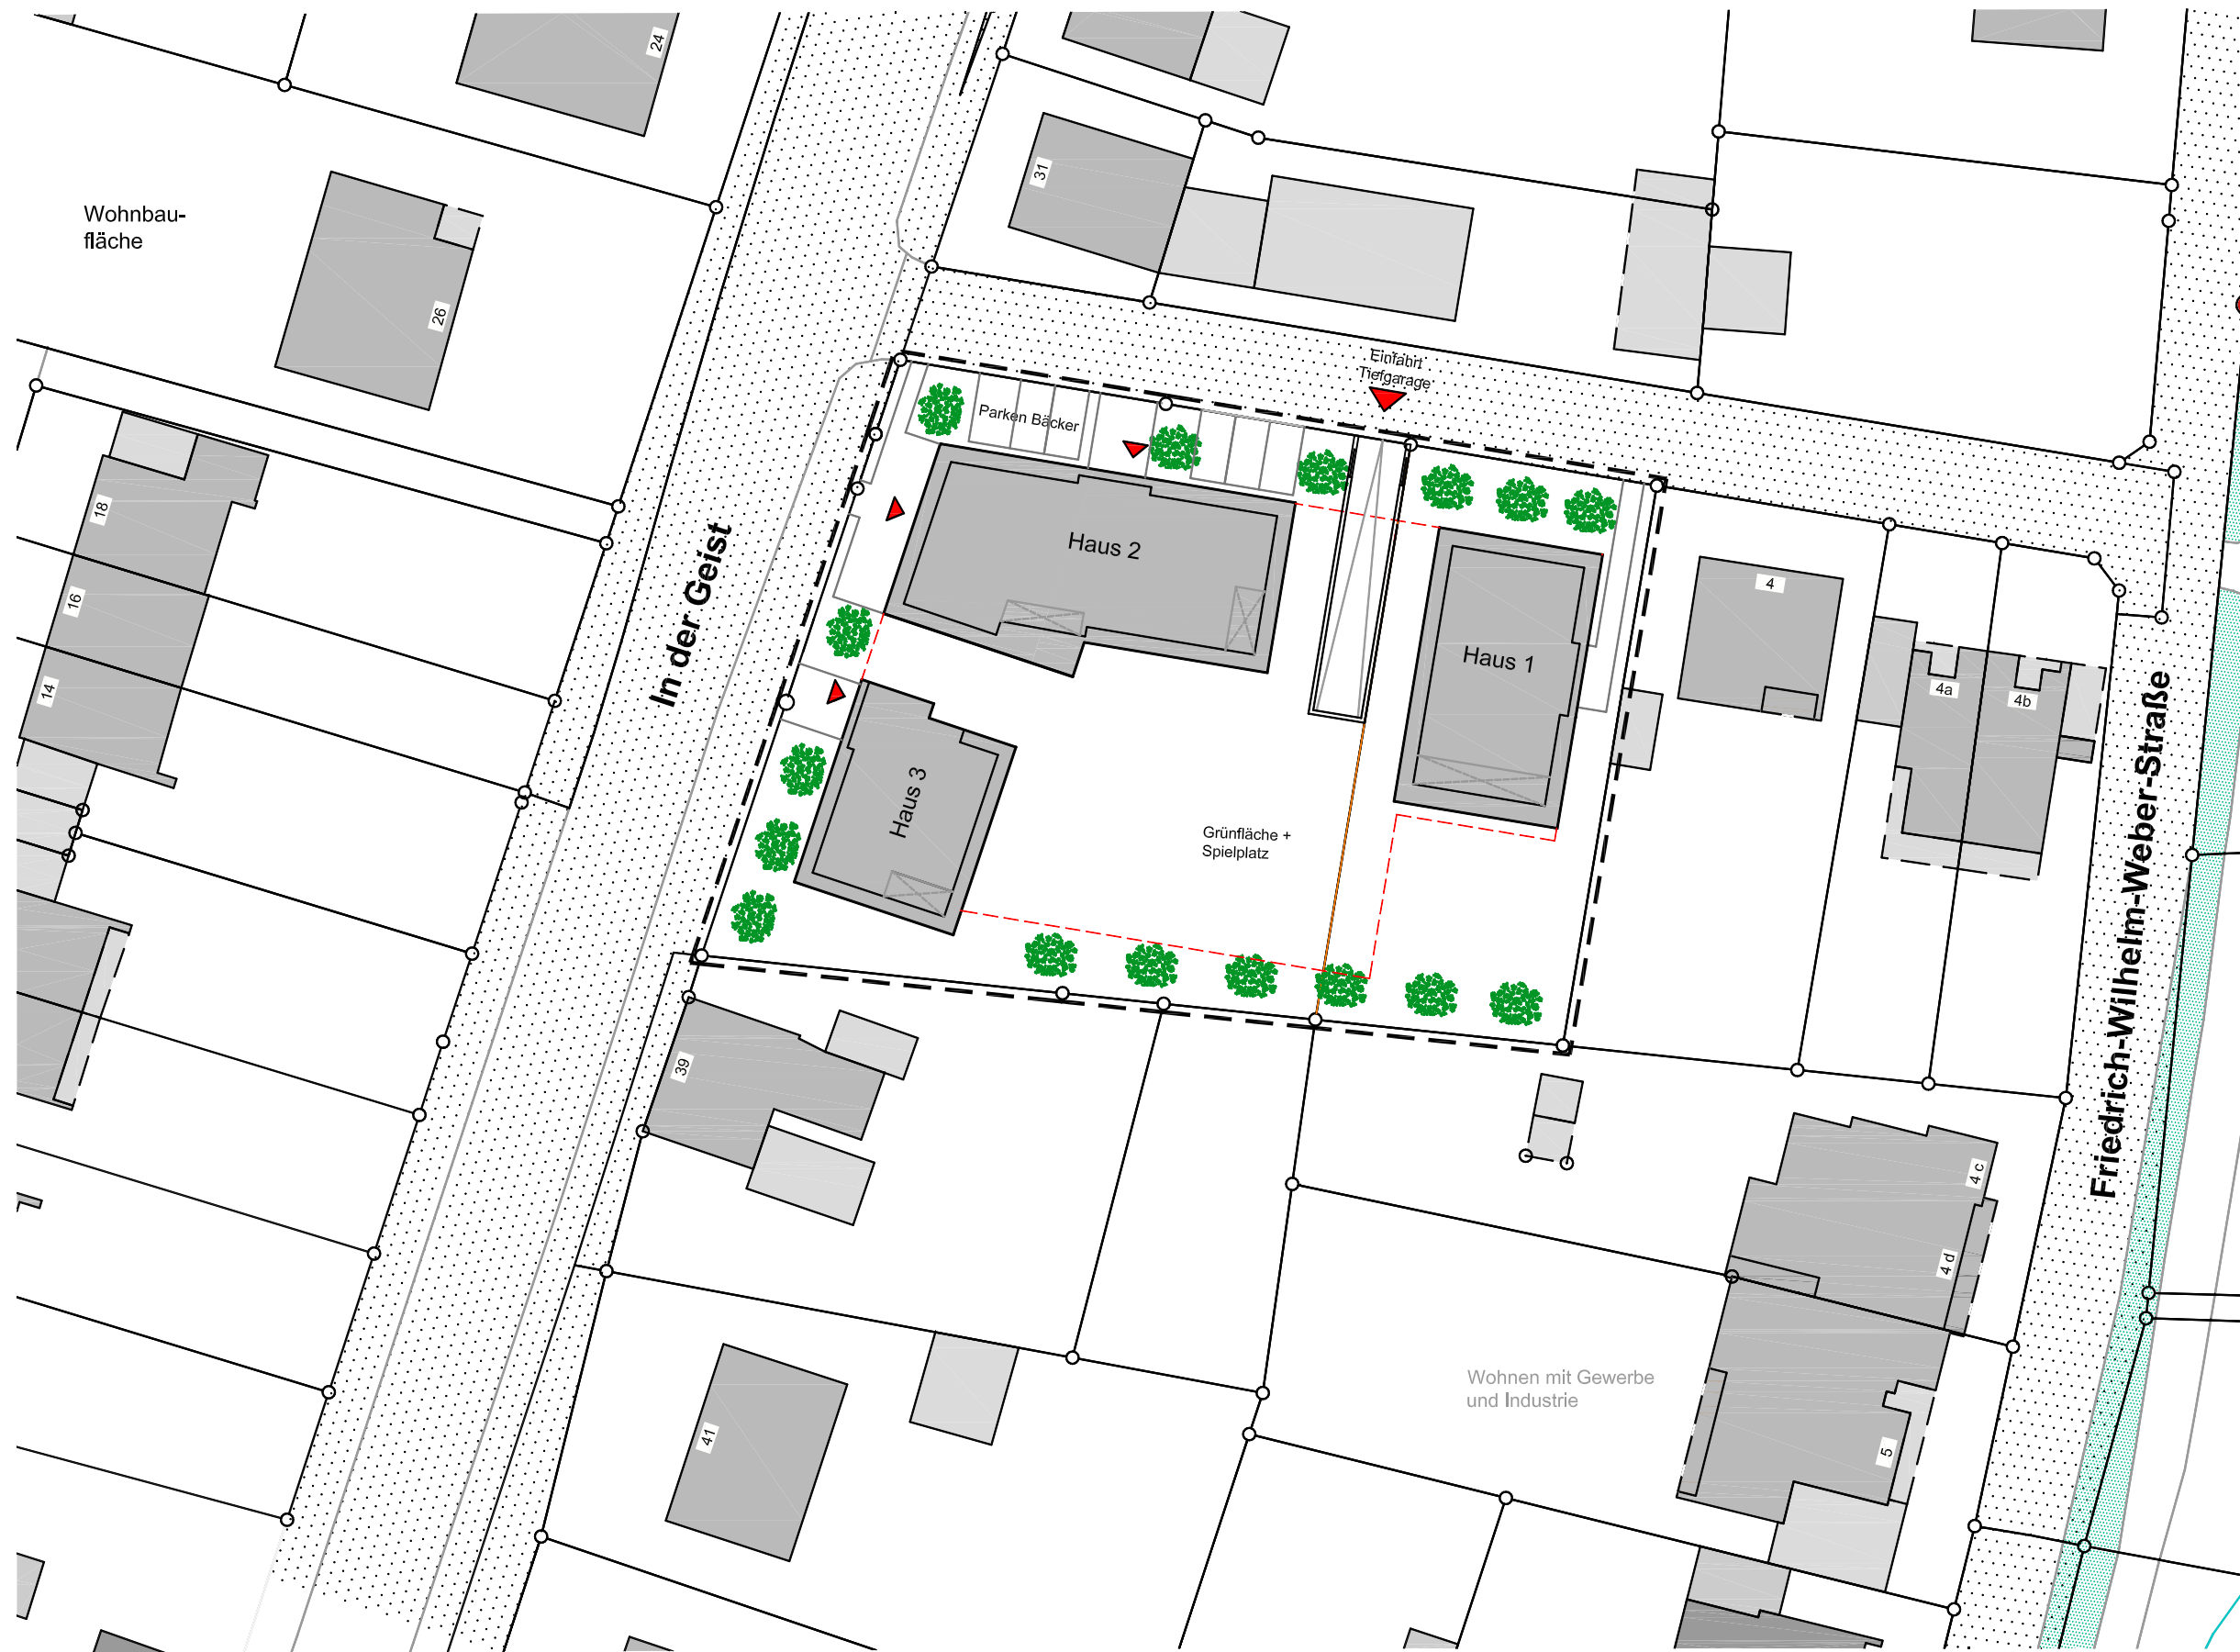 24
31
Wohnbau-
fläche
26
Einfahrt
Tiefgarage
Parken Bäcker
18
16
14
In der Geist
Haus 2
Haus 1
Haus 3
4
4a
4b
Grünfläche +
Spielplatz
Friedrich-Wilhelm-Weber-Straße
39
4 c
4 d
41
Wohnen mit Gewerbe
und Industrie
5